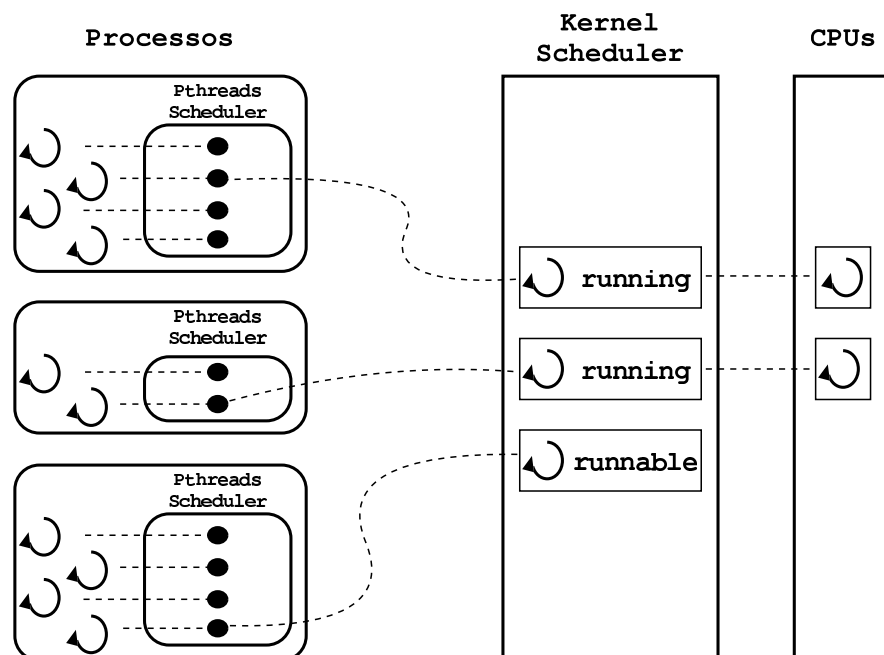 Processos
Kernel
Scheduler
CPUs
Pthreads
Scheduler
running
running
runnable
Pthreads
Scheduler
Pthreads
Scheduler